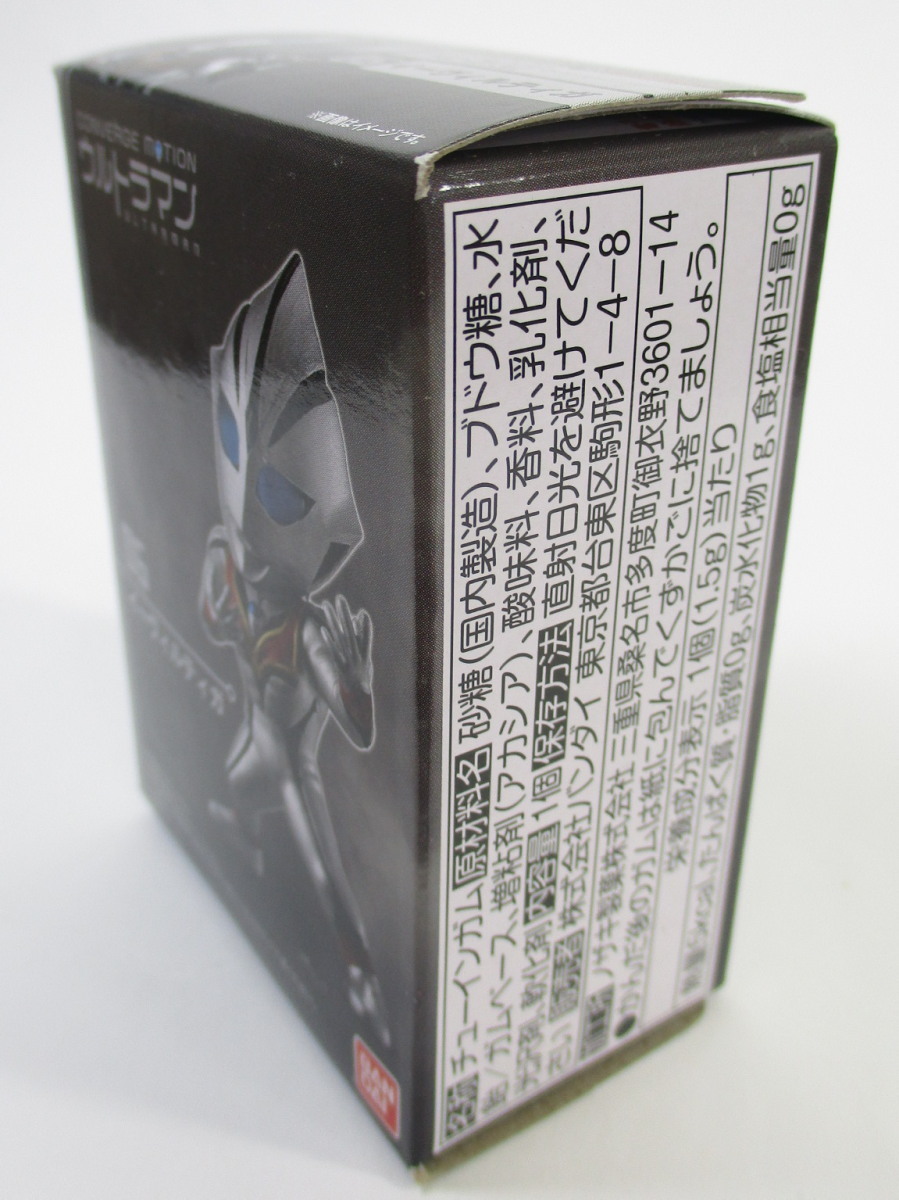 CONVERGE MOTION
ウルトラマン
ULTRAMAN
イーヴィルティガ
BANDAI
チューインガム 原材料名 砂糖(国内製造)、ブドウ糖、水
飴/ガムベース、増粘剤(アカシア)、酸味料、香料、乳化剤、
光沢剤、軟化剤 内容量 1個 保存方法 直射日光を避けてくだ
さい 販売者 株式会社バンダイ 東京都台東区駒形1-4-8
ノザキ製菓株式会社 三重県桑名市多度町御衣野3601-14
●かんだ後のガムは紙に包んでくずかごに捨てましょう。
栄養成分表示 1個(1.5g)当たり
熱量5kcal、たんぱく質・脂質0g、炭水化物1g、食塩相当量0g